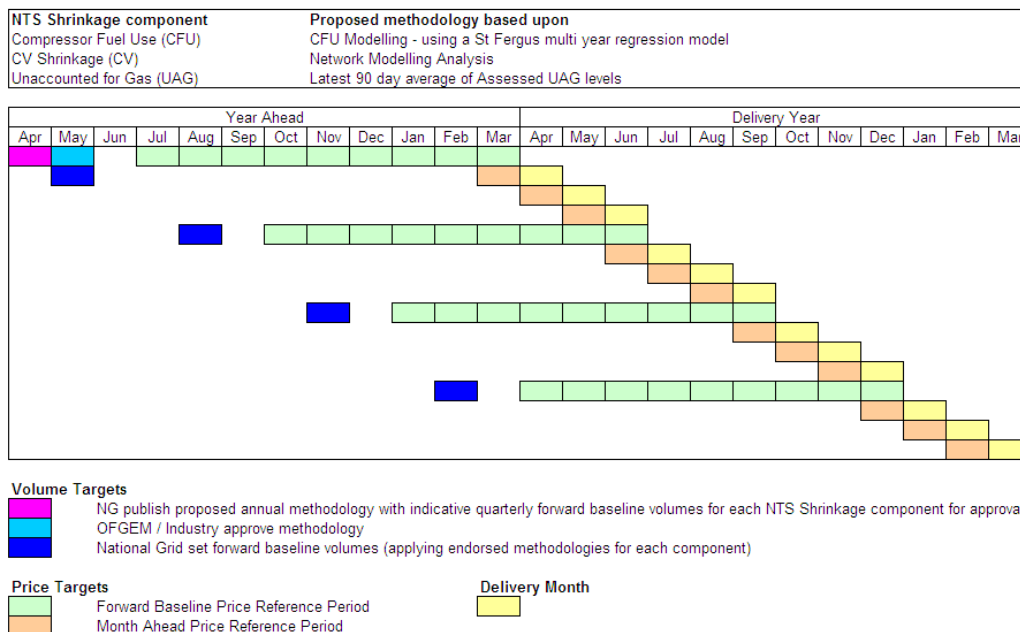 NTS Shrinkage component Proposed methodology based upon
Compressor Fuel Use (CFU) CFU Modelling - using a St Fergus multi year regression model
CV Shrinkage (CV) Network Modelling Analysis
Unaccounted for Gas (UAG) Latest 90 day average of Assessed UAG levels
Year Ahead Delivery Year
Apr May Jun Jul Aug Sep Oct Nov Dec Jan Feb Mar Apr May Jun Jul Aug Sep Oct Nov Dec Jan Feb Mar
Volume Targets
NG publish proposed annual methodology with indicative quarterly forward baseline volumes for each NTS Shrinkage component for approva
OFGEM / Industry approve methodology
National Grid set forward baseline volumes (applying endorsed methodologies for each component)
Price Targets Delivery Month
Forward Baseline Price Reference Period
Month Ahead Price Reference Period